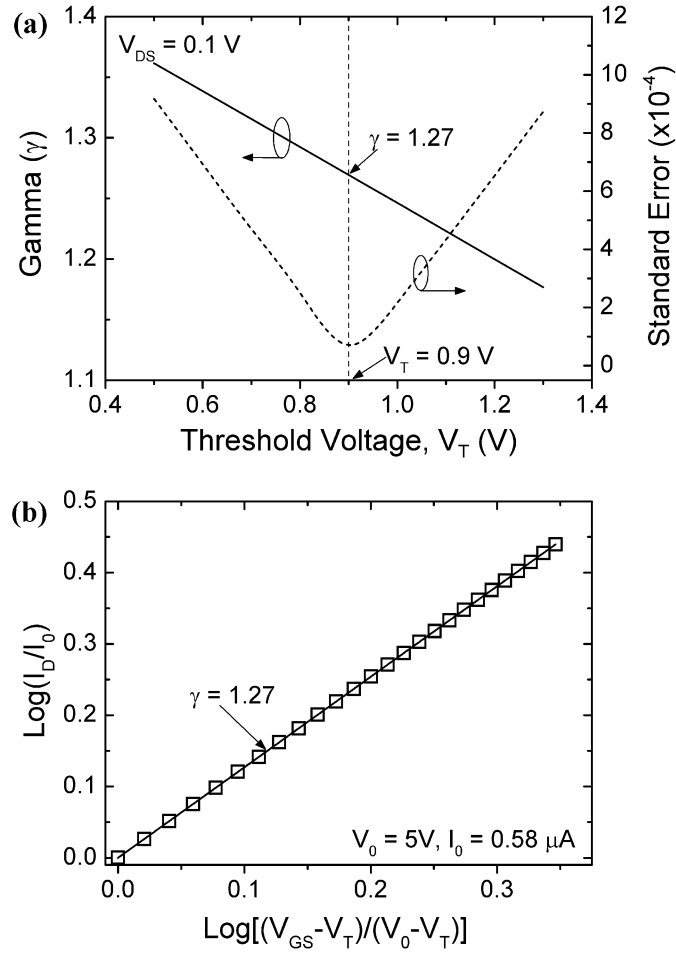 (a)
V_DS = 0.1 V
1.4
1.3
1.2
1.1
Gamma (γ)
γ = 1.27
V_T = 0.9 V
12
10
8
6
4
2
0
Standard Error (x10⁻⁴)
0.4 0.6 0.8 1.0 1.2 1.4
Threshold Voltage, V_T (V)
(b)
0.5
0.4
0.3
0.2
0.1
0.0
Log(I_D/I_0)
γ = 1.27
V_0 = 5V, I_0 = 0.58 μA
0.0 0.1 0.2 0.3
Log[(V_GS-V_T)/(V_0-V_T)]